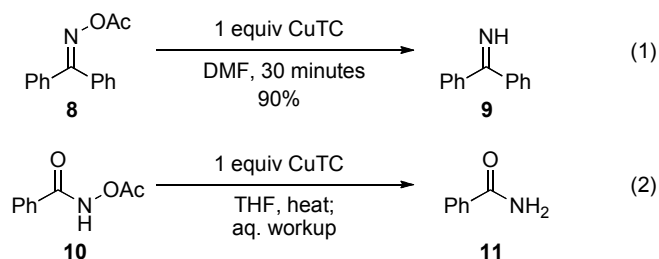 OAc
N
Ph Ph
8
1 equiv CuTC
DMF, 30 minutes
90%
NH
Ph Ph
9
(1)
O
Ph N OAc
H
10
1 equiv CuTC
THF, heat;
aq. workup
O
Ph NH2
11
(2)